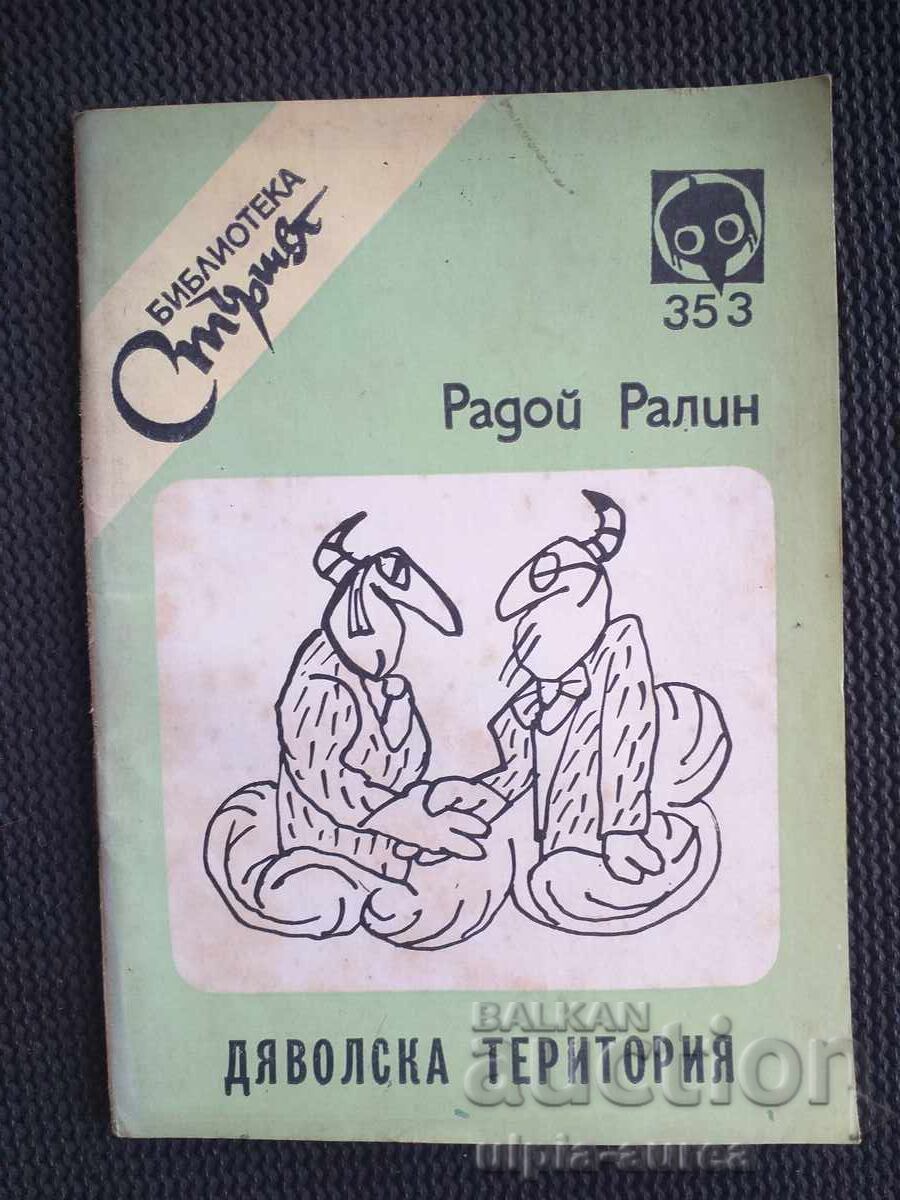 БИБЛИОТЕКА
Стършел
353
Радой Ралин
ДЯВОЛСКА ТЕРИТОРИЯ
BALKAN
auction
ulpia-aurea